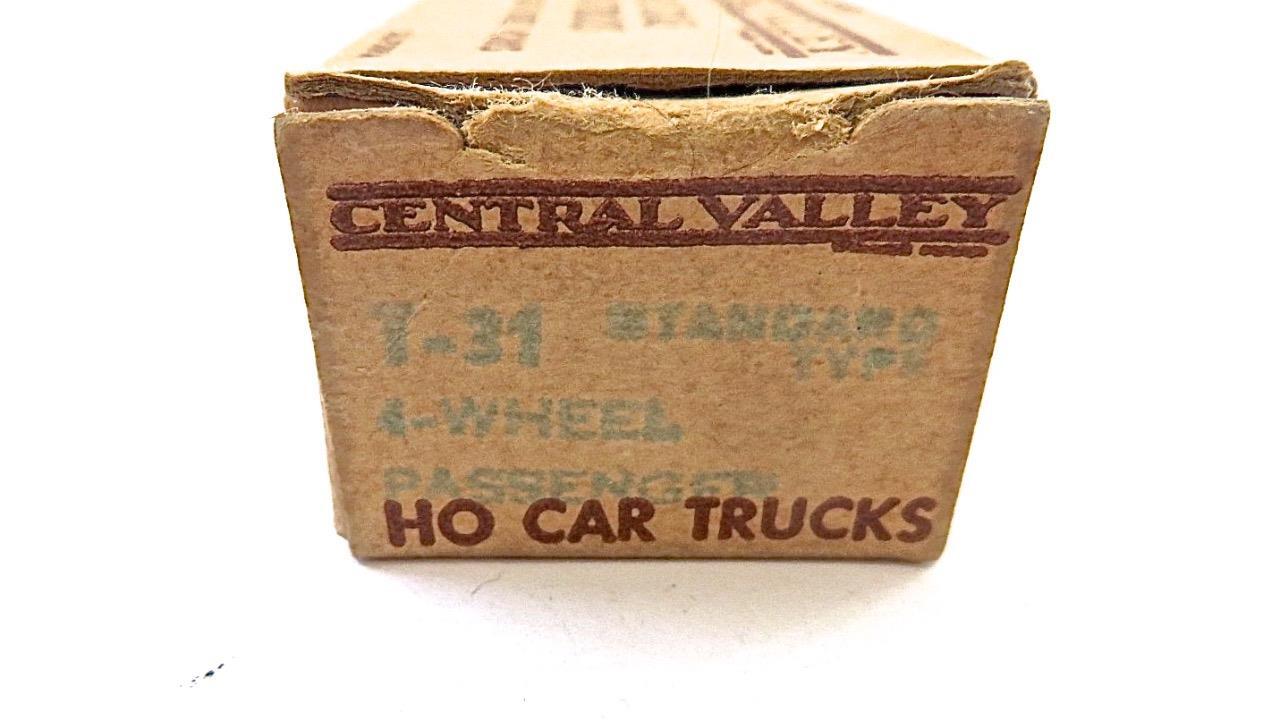 CENTRAL VALLEY
T-31 STANDARD
TYPE
4-WHEEL
PASSENGER
HO CAR TRUCKS